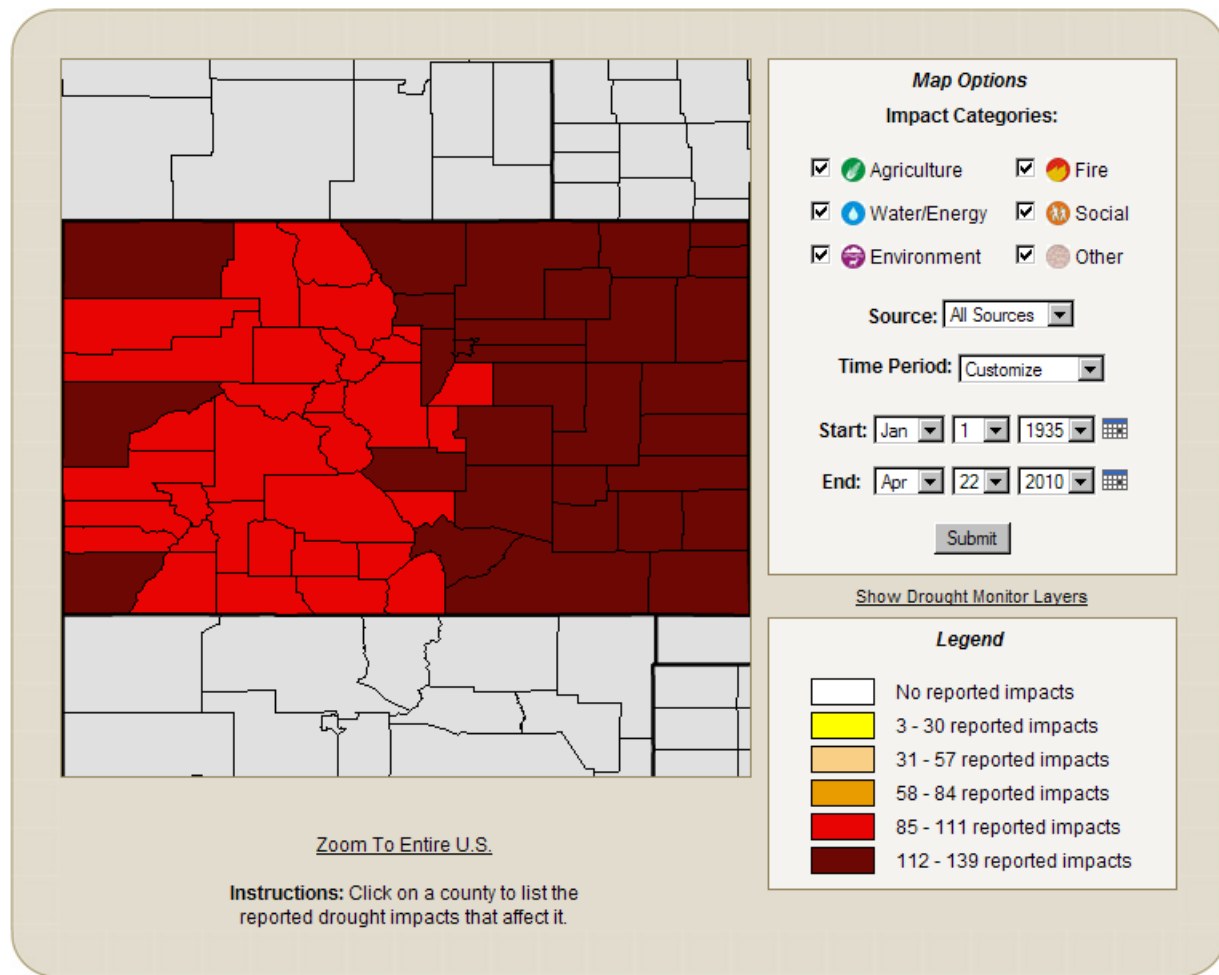 Map Options
Impact Categories:
Agriculture
Fire
Water/Energy
Social
Environment
Other
Source: All Sources
Time Period: Customize
Start: Jan 1 1935
End: Apr 22 2010
Submit
Show Drought Monitor Layers
Legend
No reported impacts
3 - 30 reported impacts
31 - 57 reported impacts
58 - 84 reported impacts
85 - 111 reported impacts
112 - 139 reported impacts
Zoom To Entire U.S.
Instructions: Click on a county to list the
reported drought impacts that affect it.